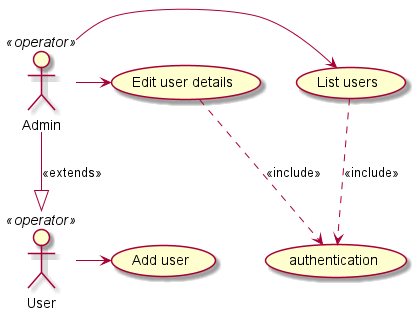 «operator»
Admin
Edit user details
List users
«extends»
«include»
«include»
«operator»
User
Add user
authentication